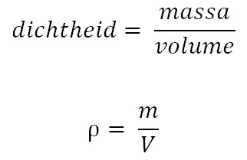 dichtheid = massa / volume
ρ = m / V